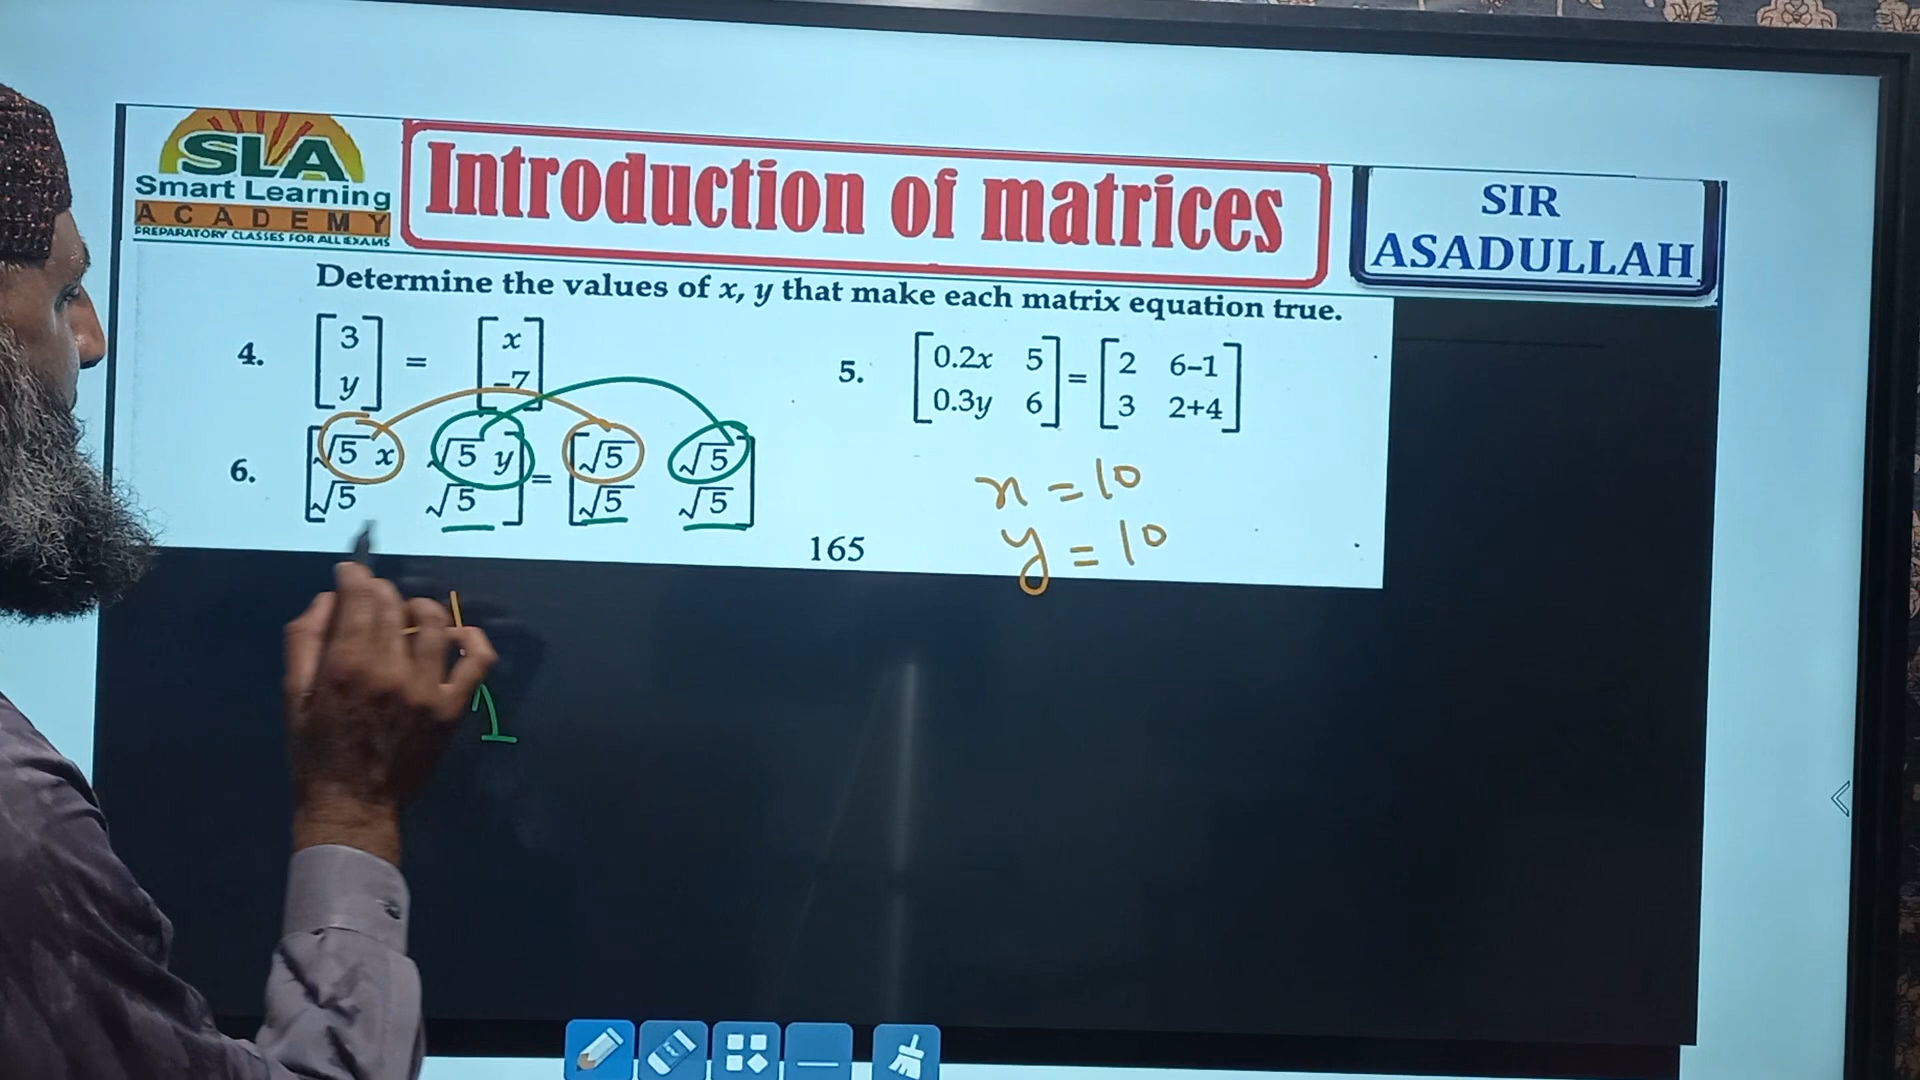 SLA
Smart Learning
ACADEMY
PREPARATORY CLASSES FOR ALL EXAMS
Introduction of matrices
SIR
ASADULLAH
Determine the values of x, y that make each matrix equation true.
4. [3 y] = [x -7]
5. [0.2x 5 0.3y 6] = [2 6-1 3 2+4]
6. [√5 x √5 y √5 √5] = [√5 √5 √5 √5]
x = 10
y = 10
165
1
1